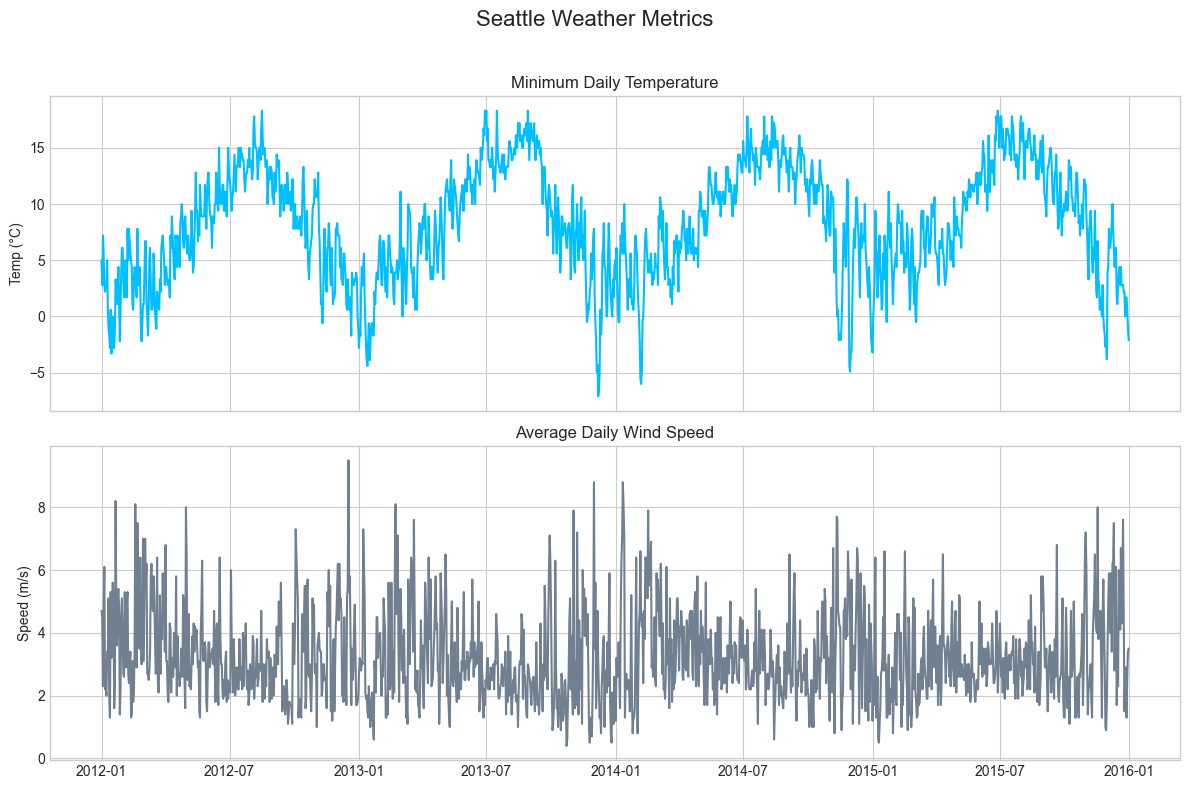 Seattle Weather Metrics
Minimum Daily Temperature
Temp (°C)
15
10
5
0
−5
Average Daily Wind Speed
Speed (m/s)
8
6
4
2
0
2012-01 2012-07 2013-01 2013-07 2014-01 2014-07 2015-01 2015-07 2016-01